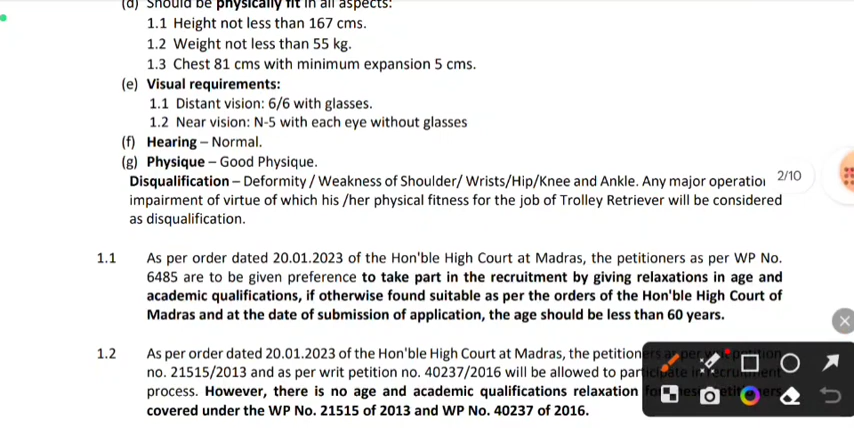 (d) Should be physically fit in all aspects:
1.1 Height not less than 167 cms.
1.2 Weight not less than 55 kg.
1.3 Chest 81 cms with minimum expansion 5 cms.
(e) Visual requirements:
1.1 Distant vision: 6/6 with glasses.
1.2 Near vision: N-5 with each eye without glasses
(f) Hearing – Normal.
(g) Physique – Good Physique.
Disqualification – Deformity / Weakness of Shoulder/ Wrists/Hip/Knee and Ankle. Any major operation
2/10
impairment of virtue of which his /her physical fitness for the job of Trolley Retriever will be considered
as disqualification.
1.1 As per order dated 20.01.2023 of the Hon'ble High Court at Madras, the petitioners as per WP No.
6485 are to be given preference to take part in the recruitment by giving relaxations in age and
academic qualifications, if otherwise found suitable as per the orders of the Hon'ble High Court of
Madras and at the date of submission of application, the age should be less than 60 years.
1.2 As per order dated 20.01.2023 of the Hon'ble High Court at Madras, the petitioners as per
no. 21515/2013 and as per writ petition no. 40237/2016 will be allowed to participate in recruitment
process. However, there is no age and academic qualifications relaxation
covered under the WP No. 21515 of 2013 and WP No. 40237 of 2016.